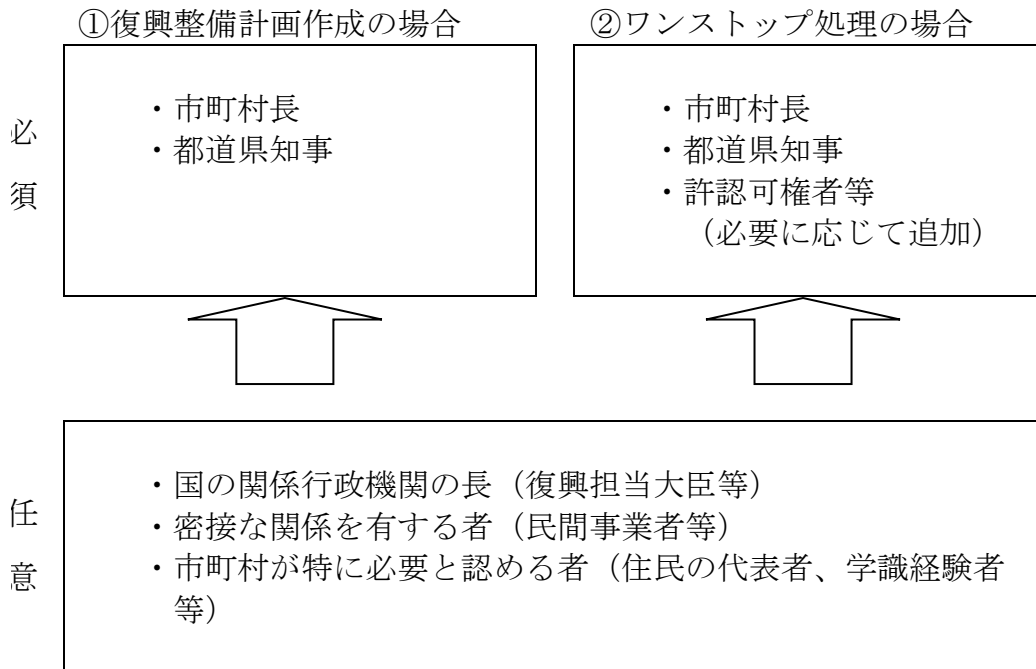 ①復興整備計画作成の場合
②ワンストップ処理の場合
必須
・市町村長
・都道県知事
・市町村長
・都道県知事
・許認可権者等
（必要に応じて追加）
任意
・国の関係行政機関の長（復興担当大臣等）
・密接な関係を有する者（民間事業者等）
・市町村が特に必要と認める者（住民の代表者、学識経験者
等）